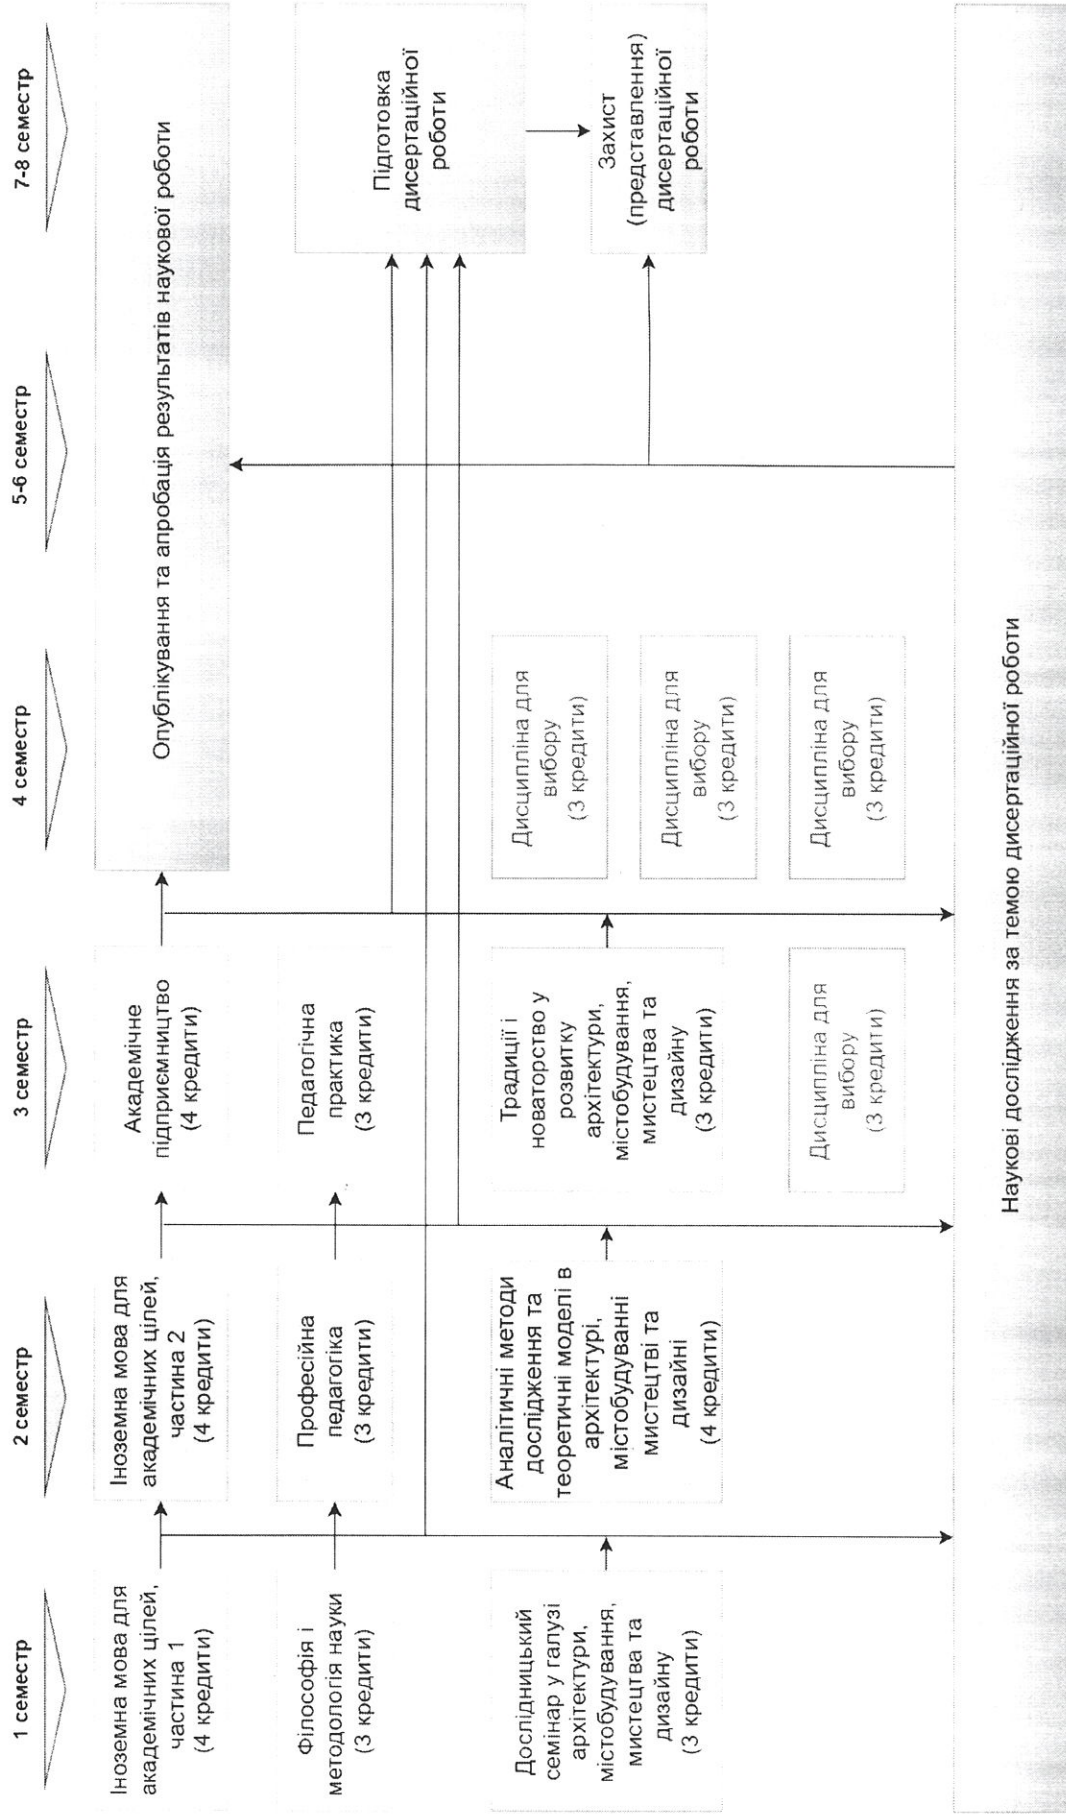 1 семестр
2 семестр
3 семестр
4 семестр
5-6 семестр
7-8 семестр
Іноземна мова для
академічних цілей,
частина 1
(4 кредити)
Іноземна мова для
академічних цілей,
частина 2
(4 кредити)
Академічне
підприємництво
(4 кредити)
Опублікування та апробація результатів наукової роботи
Філософія і
методологія науки
(3 кредити)
Професійна
педагогіка
(3 кредити)
Педагогічна
практика
(3 кредити)
Підготовка
дисертаційної
роботи
Дослідницький
семінар у галузі
архітектури,
містобудування,
мистецтва та
дизайну
(3 кредити)
Аналітичні методи
дослідження та
теоретичні моделі в
архітектурі,
містобудуванні
мистецтві та
дизайні
(4 кредити)
Традиції і
новаторство у
розвитку
архітектури,
містобудування,
мистецтва та
дизайну
(3 кредити)
Дисципліна для
вибору
(3 кредити)
Дисципліна для
вибору
(3 кредити)
Захист
(представлення)
дисертаційної
роботи
Дисципліна для
вибору
(3 кредити)
Дисципліна для
вибору
(3 кредити)
Наукові дослідження за темою дисертаційної роботи